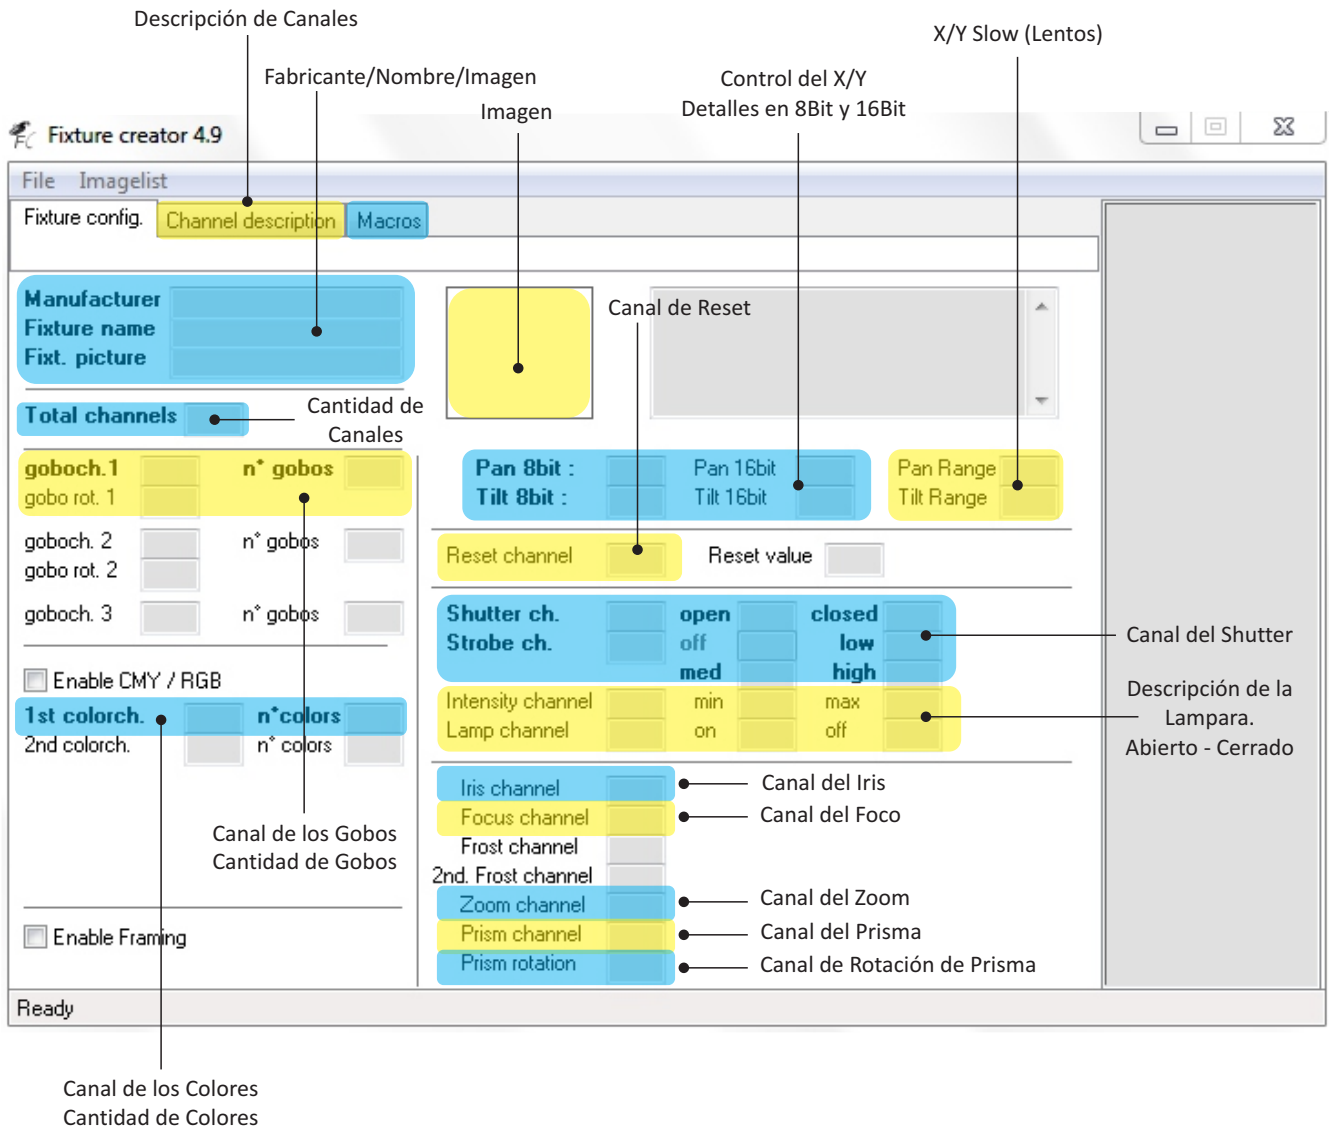 Descripción de Canales
X/Y Slow (Lentos)
Fabricante/Nombre/Imagen
Control del X/Y
Detalles en 8Bit y 16Bit
Imagen
Fixture creator 4.9
File Imagelist
Fixture config. Channel description Macros
Manufacturer
Fixture name
Fixt. picture
Canal de Reset
Total channels
Cantidad de
Canales
goboch.1 n° gobos
gobo rot. 1
goboch. 2 n° gobos
gobo rot. 2
goboch. 3 n° gobos
Enable CMY / RGB
1st colorch. n°colors
2nd colorch. n° colors
Canal de los Gobos
Cantidad de Gobos
Enable Framing
Pan 8bit : Pan 16bit Pan Range
Tilt 8bit : Tilt 16bit Tilt Range
Reset channel Reset value
Shutter ch. open closed
Strobe ch. off low
med high
Canal del Shutter
Intensity channel min max
Lamp channel on off
Descripción de la
Lampara.
Abierto - Cerrado
Iris channel Canal del Iris
Focus channel Canal del Foco
Frost channel
2nd. Frost channel
Zoom channel Canal del Zoom
Prism channel Canal del Prisma
Prism rotation Canal de Rotación de Prisma
Ready
Canal de los Colores
Cantidad de Colores